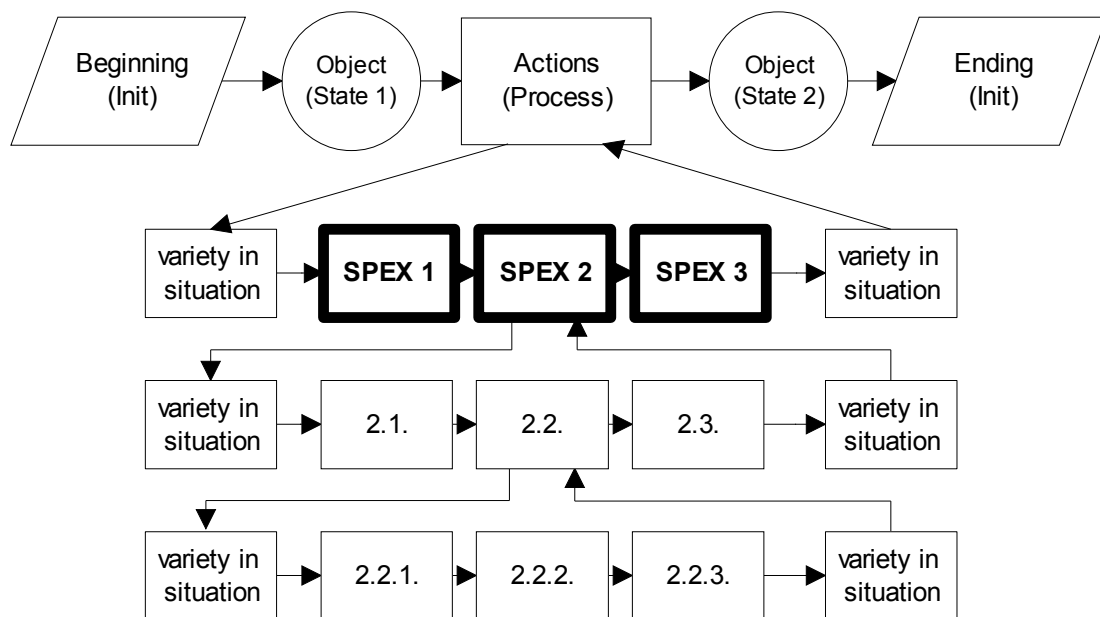 Beginning
(Init)
Object
(State 1)
Actions
(Process)
Object
(State 2)
Ending
(Init)
variety in
situation
SPEX 1
SPEX 2
SPEX 3
variety in
situation
variety in
situation
2.1.
2.2.
2.3.
variety in
situation
variety in
situation
2.2.1.
2.2.2.
2.2.3.
variety in
situation